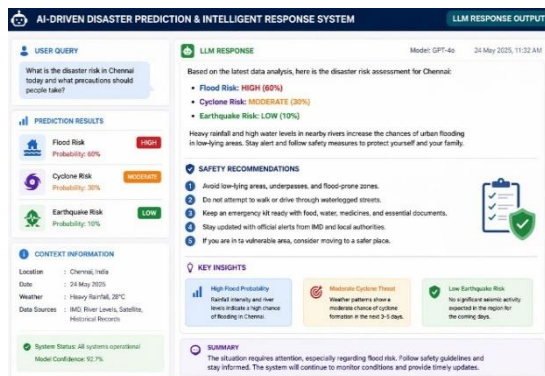 AI-DRIVEN DISASTER PREDICTION & INTELLIGENT RESPONSE SYSTEM
LLM RESPONSE OUTPUT
USER QUERY
What is the disaster risk in Chennai
today and what precautions should
people take?
PREDICTION RESULTS
Flood Risk
Probability: 60%
HIGH
Cyclone Risk
Probability: 30%
MODERATE
Earthquake Risk
Probability: 10%
LOW
CONTEXT INFORMATION
Location : Chennai, India
Date : 24 May 2025
Weather : Heavy Rainfall, 28°C
Data Sources : IMD, River Levels, Satellite,
Historical Records
System Status: All systems operational
Model Confidence: 92.7%
LLM RESPONSE
Model: GPT-4o
24 May 2025, 11:32 AM
Based on the latest data analysis, here is the disaster risk assessment for Chennai:
• Flood Risk: HIGH (60%)
• Cyclone Risk: MODERATE (30%)
• Earthquake Risk: LOW (10%)
Heavy rainfall and high water levels in nearby rivers increase the chances of urban flooding
in low-lying areas. Stay alert and follow safety measures to protect yourself and your family.
SAFETY RECOMMENDATIONS
1 Avoid low-lying areas, underpasses, and flood-prone zones.
2 Do not attempt to walk or drive through waterlogged streets.
3 Keep an emergency kit ready with food, water, medicines, and essential documents.
4 Stay updated with official alerts from IMD and local authorities.
5 If you are in ta vulnerable area, consider moving to a safer place.
KEY INSIGHTS
High Flood Probability
Rainfall intensity and river
levels indicate a high chance
of flooding in Chennai.
Moderate Cyclone Threat
Weather patterns show a
moderate chance of cyclone
formation in the next 3-5 days.
Low Earthquake Risk
No significant seismic activity
expected in the region for
the coming days.
SUMMARY
The situation requires attention, especially regarding flood risk. Follow safety guidelines and
stay informed. The system will continue to monitor conditions and provide timely updates.